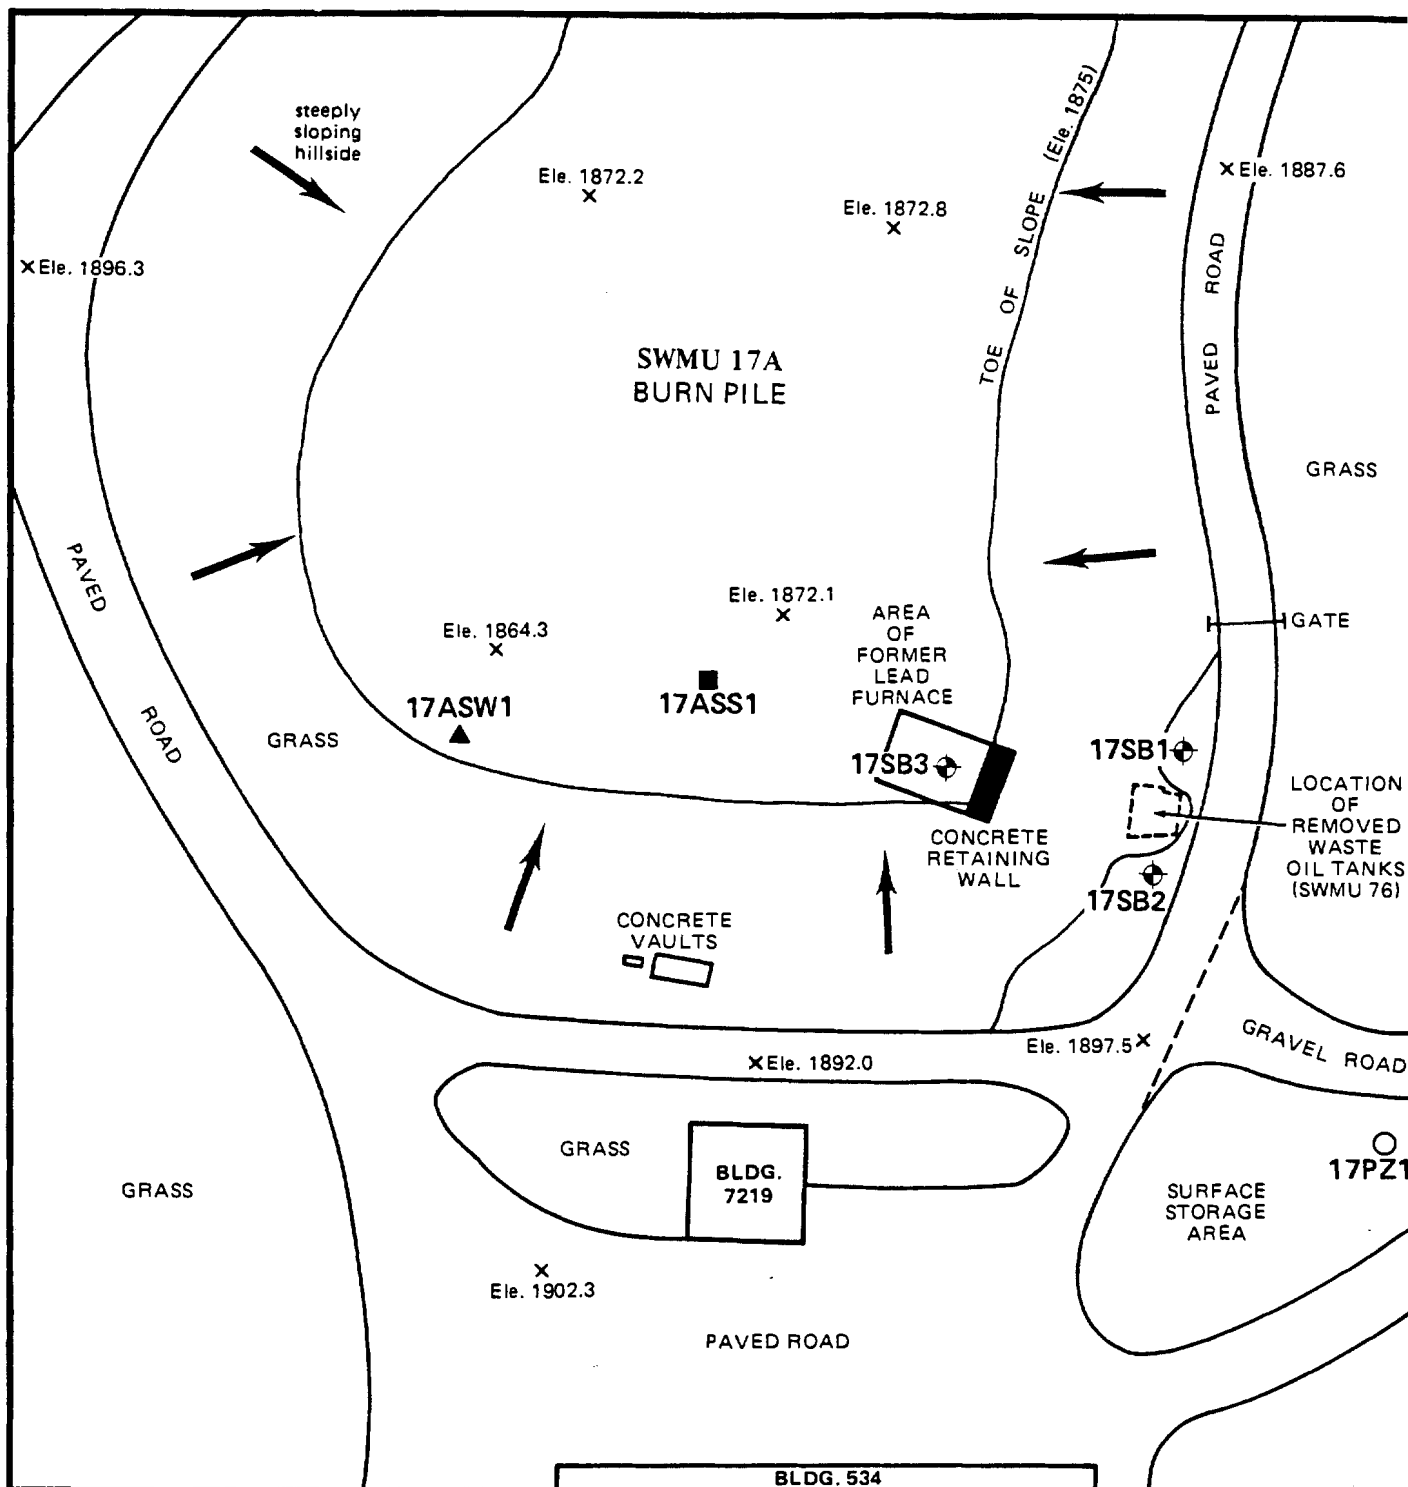 steeply
sloping
hillside
Ele. 1872.2
Ele. 1872.8
TOE OF SLOPE (Ele. 1875)
Ele. 1887.6
Ele. 1896.3
PAVED ROAD
SWMU 17A
BURN PILE
GRASS
PAVED ROAD
Ele. 1872.1
Ele. 1864.3
AREA
OF
FORMER
LEAD
FURNACE
GATE
17ASW1
17ASS1
GRASS
17SB3
17SB1
LOCATION
OF
REMOVED
WASTE
OIL TANKS
(SWMU 76)
CONCRETE
RETAINING
WALL
17SB2
CONCRETE
VAULTS
Ele. 1897.5
GRAVEL ROAD
Ele. 1892.0
GRASS
BLDG.
7219
17PZ1
GRASS
SURFACE
STORAGE
AREA
Ele. 1902.3
PAVED ROAD
BLDG. 534